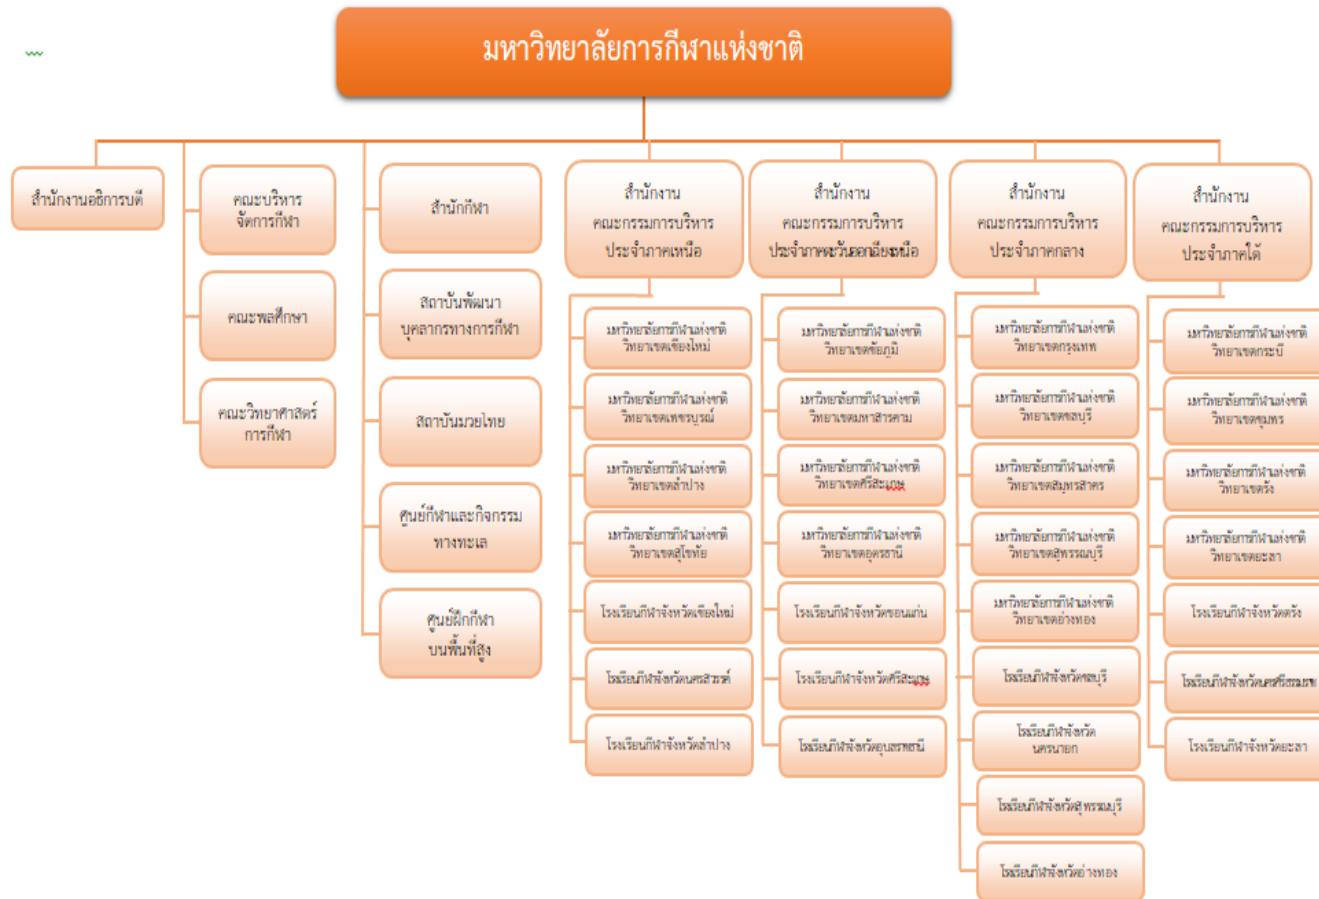 มหาวิทยาลัยการกีฬาแห่งชาติ
สำนักงานอธิการบดี
คณะบริหาร
จัดการกีฬา
คณะพลศึกษา
คณะวิทยาศาสตร์
การกีฬา
สำนักกีฬา
สถาบันพัฒนา
บุคลากรทางการกีฬา
สถาบันมวยไทย
ศูนย์กีฬาและกิจกรรม
ทางทะเล
ศูนย์ฝึกกีฬา
บนพื้นที่สูง
สำนักงาน
คณะกรรมการบริหาร
ประจำภาคเหนือ
มหาวิทยาลัยการกีฬาแห่งชาติ
วิทยาเขตเชียงใหม่
มหาวิทยาลัยการกีฬาแห่งชาติ
วิทยาเขตเพชรบูรณ์
มหาวิทยาลัยการกีฬาแห่งชาติ
วิทยาเขตลำปาง
มหาวิทยาลัยการกีฬาแห่งชาติ
วิทยาเขตสุโขทัย
โรงเรียนกีฬาจังหวัดเชียงใหม่
โรงเรียนกีฬาจังหวัดนครสวรรค์
โรงเรียนกีฬาจังหวัดลำปาง
สำนักงาน
คณะกรรมการบริหาร
ประจำภาคตะวันออกเฉียงเหนือ
มหาวิทยาลัยการกีฬาแห่งชาติ
วิทยาเขตชัยภูมิ
มหาวิทยาลัยการกีฬาแห่งชาติ
วิทยาเขตมหาสารคาม
มหาวิทยาลัยการกีฬาแห่งชาติ
วิทยาเขตศรีสะเกษ
มหาวิทยาลัยการกีฬาแห่งชาติ
วิทยาเขตอุดรธานี
โรงเรียนกีฬาจังหวัดขอนแก่น
โรงเรียนกีฬาจังหวัดศรีสะเกษ
โรงเรียนกีฬาจังหวัดอุบลราชธานี
สำนักงาน
คณะกรรมการบริหาร
ประจำภาคกลาง
มหาวิทยาลัยการกีฬาแห่งชาติ
วิทยาเขตกรุงเทพ
มหาวิทยาลัยการกีฬาแห่งชาติ
วิทยาเขตชลบุรี
มหาวิทยาลัยการกีฬาแห่งชาติ
วิทยาเขตสมุทรสาคร
มหาวิทยาลัยการกีฬาแห่งชาติ
วิทยาเขตสุพรรณบุรี
มหาวิทยาลัยการกีฬาแห่งชาติ
วิทยาเขตอ่างทอง
โรงเรียนกีฬาจังหวัดชลบุรี
โรงเรียนกีฬาจังหวัด
นครนายก
โรงเรียนกีฬาจังหวัดสุพรรณบุรี
โรงเรียนกีฬาจังหวัดอ่างทอง
สำนักงาน
คณะกรรมการบริหาร
ประจำภาคใต้
มหาวิทยาลัยการกีฬาแห่งชาติ
วิทยาเขตกระบี่
มหาวิทยาลัยการกีฬาแห่งชาติ
วิทยาเขตชุมพร
มหาวิทยาลัยการกีฬาแห่งชาติ
วิทยาเขตรัง
มหาวิทยาลัยการกีฬาแห่งชาติ
วิทยาเขตยะลา
โรงเรียนกีฬาจังหวัดตรัง
โรงเรียนกีฬาจังหวัดนครศรีธรรมราช
โรงเรียนกีฬาจังหวัดยะลา